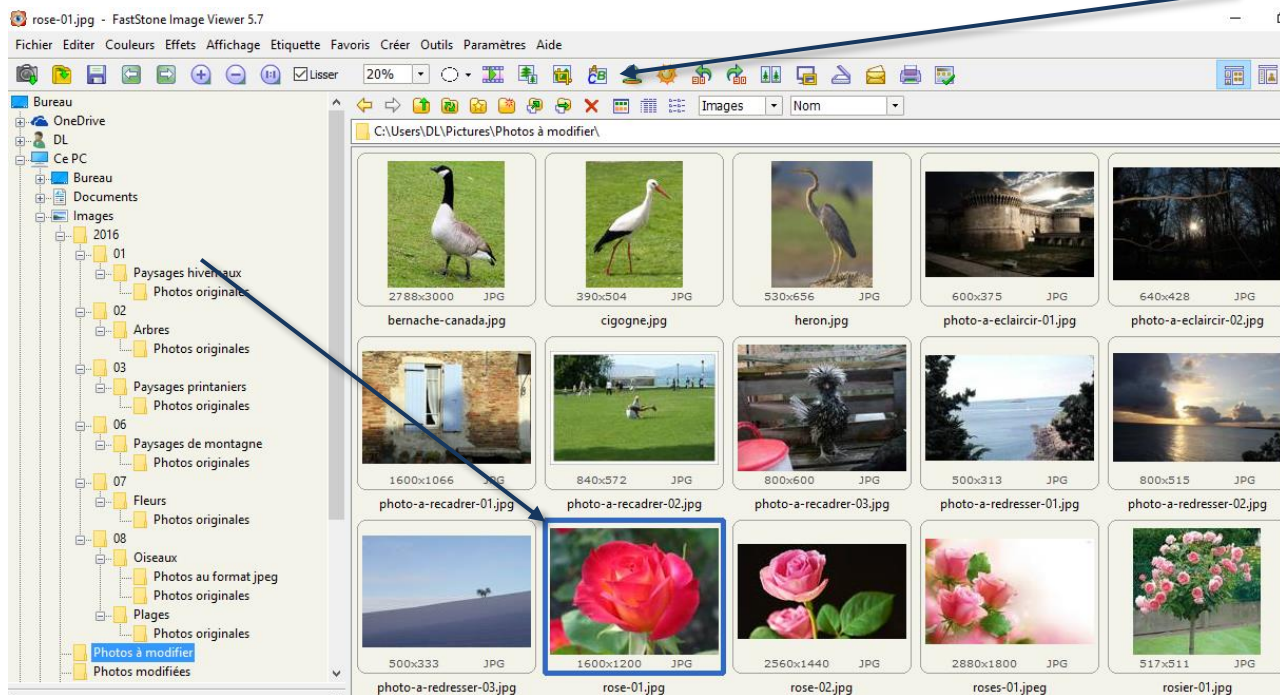 rose-01.jpg - FastStone Image Viewer 5.7
Fichier Editer Couleurs Effets Affichage Etiquette Favoris Créer Outils Paramètres Aide
Lisser 20%
Bureau
OneDrive
DL
Ce PC
Bureau
Documents
Images
2016
01
Paysages hivernaux
Photos originales
02
Arbres
Photos originales
03
Paysages printaniers
Photos originales
06
Paysages de montagne
Photos originales
07
Fleurs
Photos originales
08
Oiseaux
Photos au format jpeg
Photos originales
Plages
Photos originales
Photos à modifier
Photos modifiées
Images Nom
C:\Users\DL\Pictures\Photos à modifier\
2788x3000 JPG 390x504 JPG 530x656 JPG 600x375 JPG 640x428 JPG
bernache-canada.jpg cigogne.jpg heron.jpg photo-a-eclaircir-01.jpg photo-a-eclaircir-02.jpg
1600x1066 JPG 840x572 JPG 800x600 JPG 500x313 JPG 800x515 JPG
photo-a-recadrer-01.jpg photo-a-recadrer-02.jpg photo-a-recadrer-03.jpg photo-a-redresser-01.jpg photo-a-redresser-02.jpg
500x333 JPG 1600x1200 JPG 2560x1440 JPG 2880x1800 JPG 517x511 JPG
photo-a-redresser-03.jpg rose-01.jpg rose-02.jpg roses-01.jpeg rosier-01.jpg